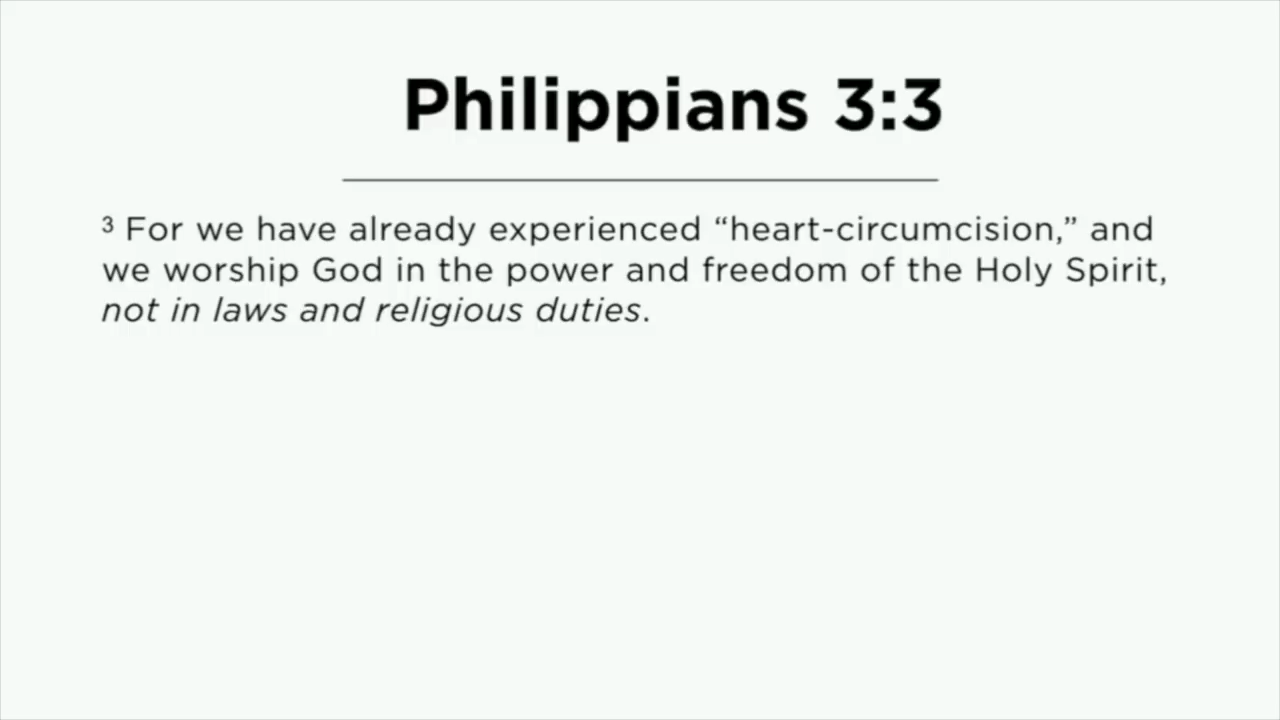 Philippians 3:3
³ For we have already experienced “heart-circumcision,” and
we worship God in the power and freedom of the Holy Spirit,
not in laws and religious duties.